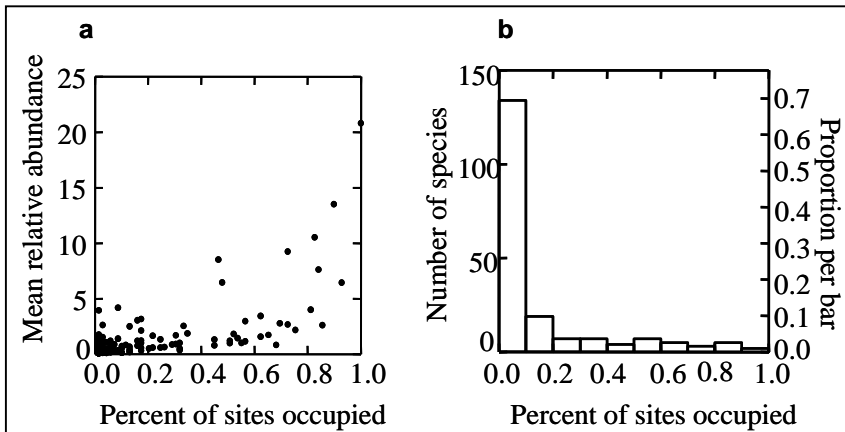 a
Mean relative abundance
25
20
15
10
5
0
0.0 0.2 0.4 0.6 0.8 1.0
Percent of sites occupied
b
Number of species
150
100
50
0
0.7
0.6
0.5
0.4
0.3
0.2
0.1
0.0
Proportion per bar
0.0 0.2 0.4 0.6 0.8 1.0
Percent of sites occupied